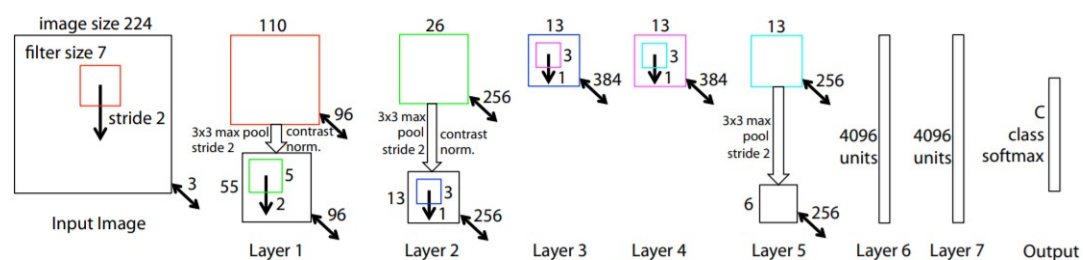 image size 224
filter size 7
stride 2
3
Input Image
110
96
3x3 max pool
stride 2
contrast
norm.
55
5
2
96
Layer 1
26
256
3x3 max
pool
stride 2
contrast
norm.
13
3
1
256
Layer 2
13
3
1
384
Layer 3
13
3
1
384
Layer 4
13
256
3x3 max
pool
stride 2
6
256
Layer 5
4096
units
Layer 6
4096
units
Layer 7
C
class
softmax
Output